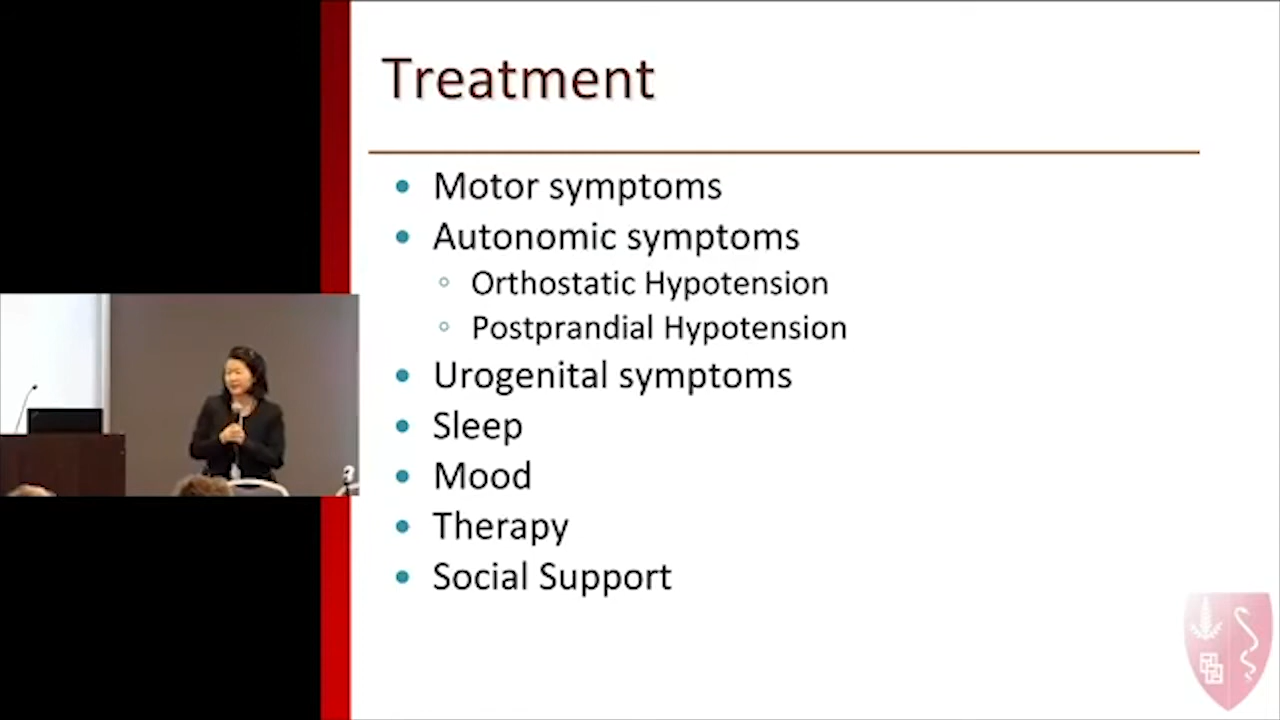 Treatment
Motor symptoms
Autonomic symptoms
Orthostatic Hypotension
Postprandial Hypotension
Urogenital symptoms
Sleep
Mood
Therapy
Social Support